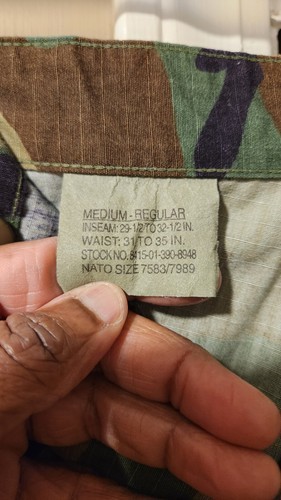 MEDIUM-REGULAR
INSEAM: 29-1/2 TO 32-1/2 IN.
WAIST: 31 TO 35 IN.
STOCK NO. 8415-01-390-8948
NATO SIZE 7583/7989